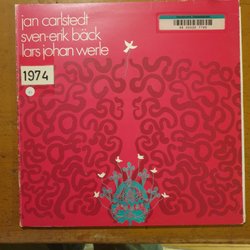 jan carlstedt
sven-erik bäck
lars johan werle
1974